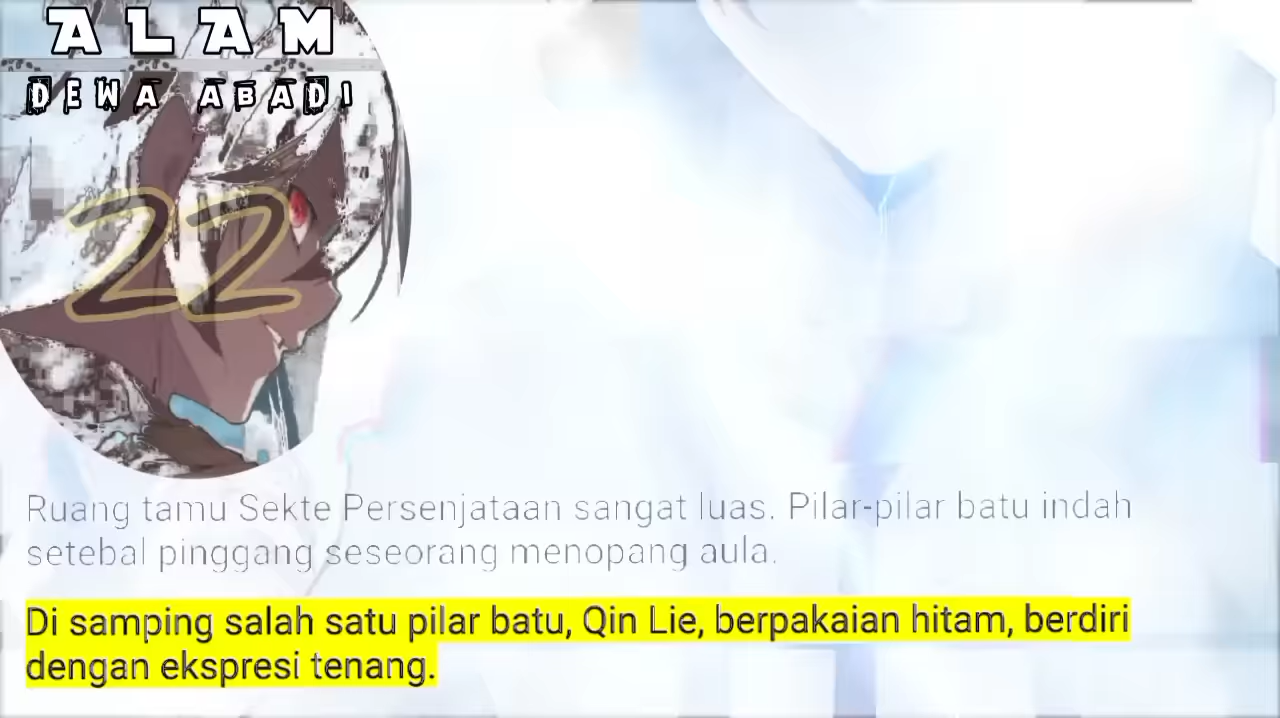 ALAM
DEWA ABADI
22
Ruang tamu Sekte Persenjataan sangat luas. Pilar-pilar batu indah
setebal pinggang seseorang menopang aula.
Di samping salah satu pilar batu, Qin Lie, berpakaian hitam, berdiri
dengan ekspresi tenang.